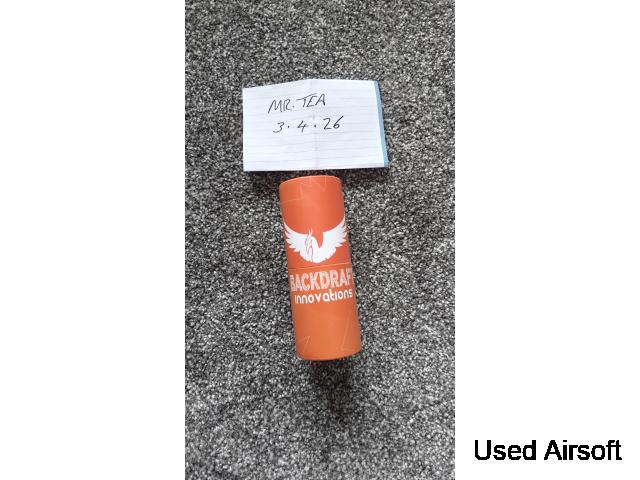 MR. TEA
3.4.26
BACKDRAFT
innovations
Used Airsoft